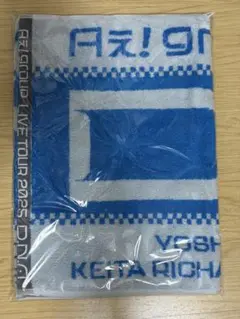 Aぇ! gr
Aぇ! group LIVE TOUR 2025 D.N.A
YOSH
KEITA RICHA